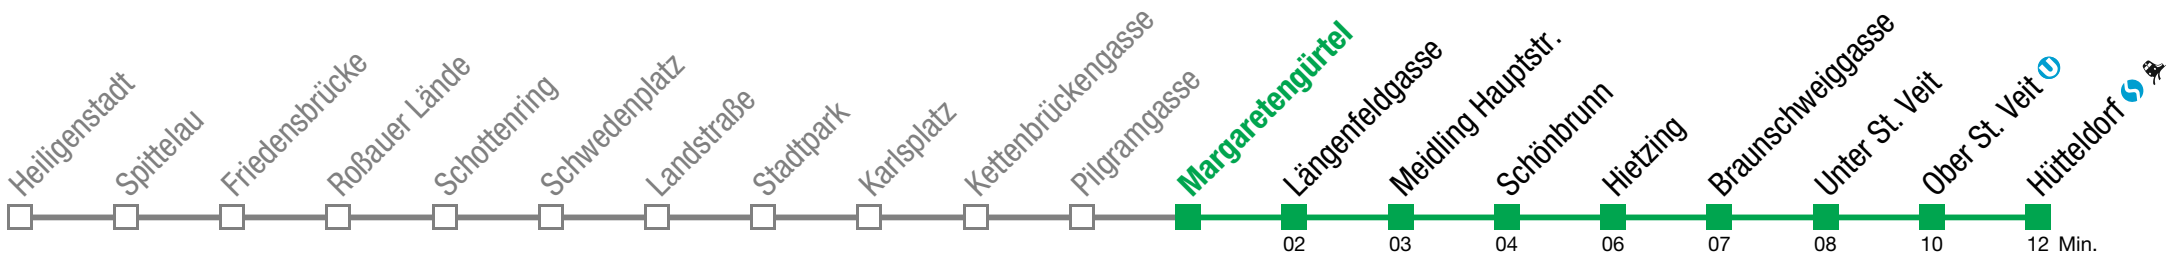 Heiligenstadt
Spittelau
Friedensbrücke
Roßauer Lände
Schottenring
Schwedenplatz
Landstraße
Stadtpark
Karlsplatz
Kettenbrückengasse
Pilgramgasse
Margaretengürtel
Längenfeldgasse
Meidling Hauptstr.
Schönbrunn
Hietzing
Braunschweiggasse
Unter St. Veit
Ober St. Veit U
Hütteldorf S
02 03 04 06 07 08 10 12 Min.